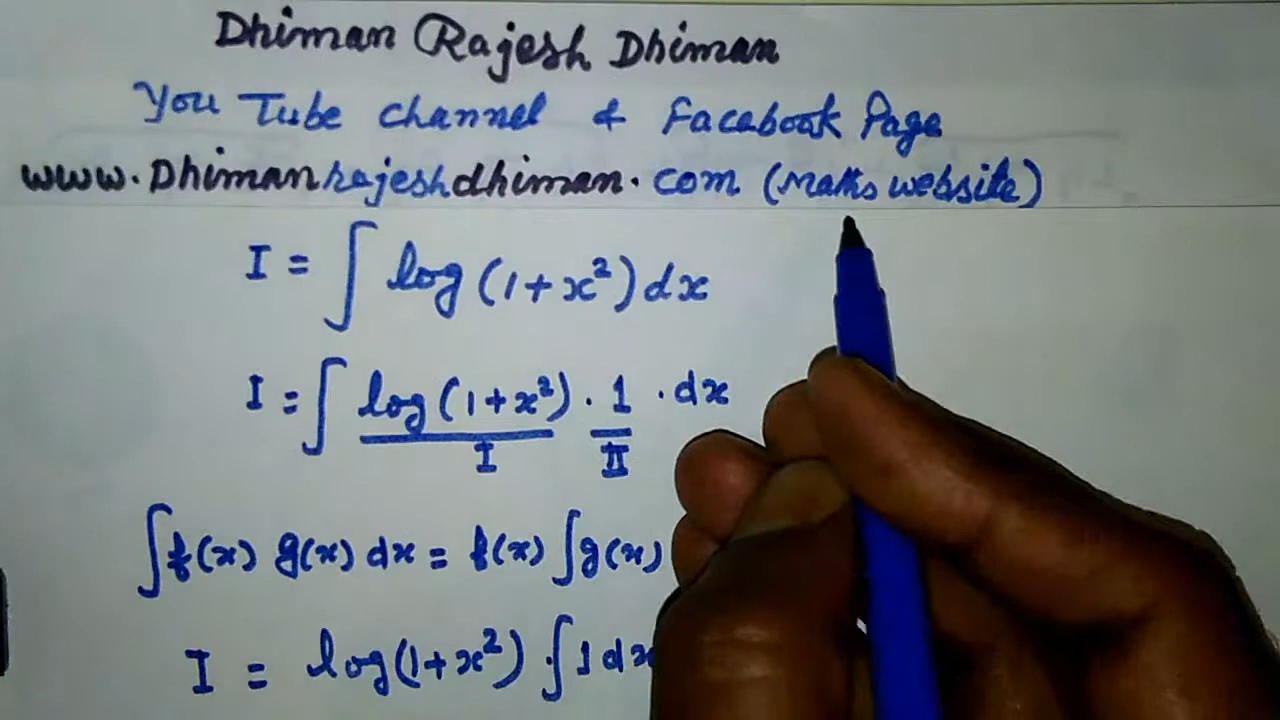 Dhiman Rajesh Dhiman
You Tube channel & Facabook Page
www.Dhimanrajeshdhiman.com (Maths website)
I = ∫ log (1+x²) dx
I = ∫ log (1+x²) . 1 . dx
I II
∫f(x) g(x) dx = f(x) ∫g(x)
I = log(1+x²) ∫1 dx